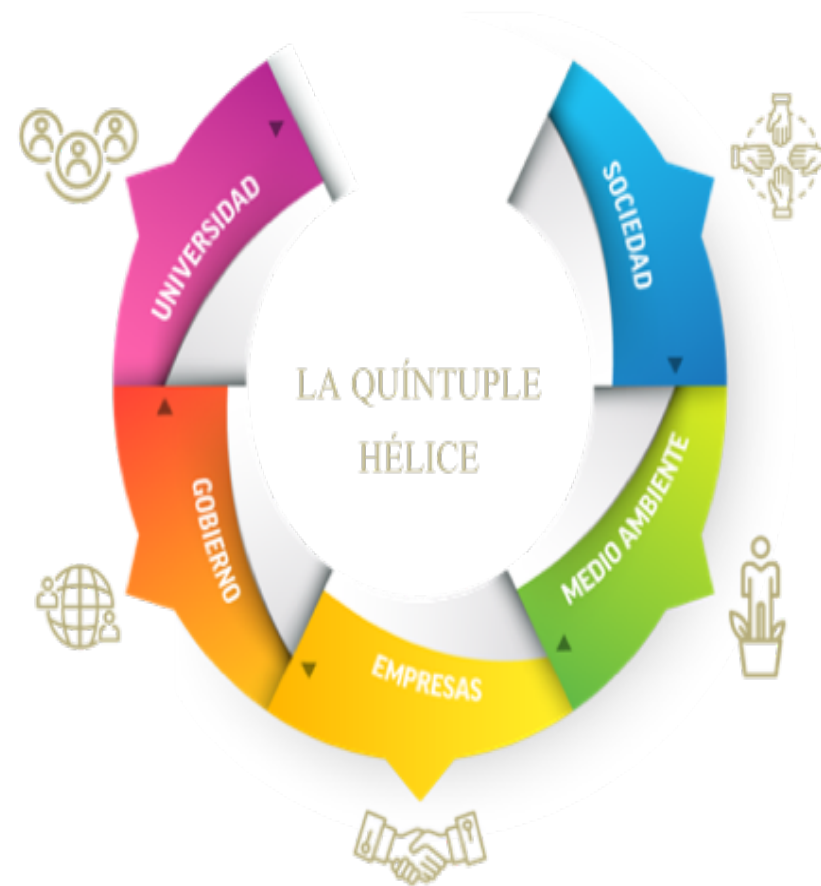 UNIVERSIDAD
SOCIEDAD
LA QUÍNTUPLE
HÉLICE
GOBIERNO
MEDIO AMBIENTE
EMPRESAS